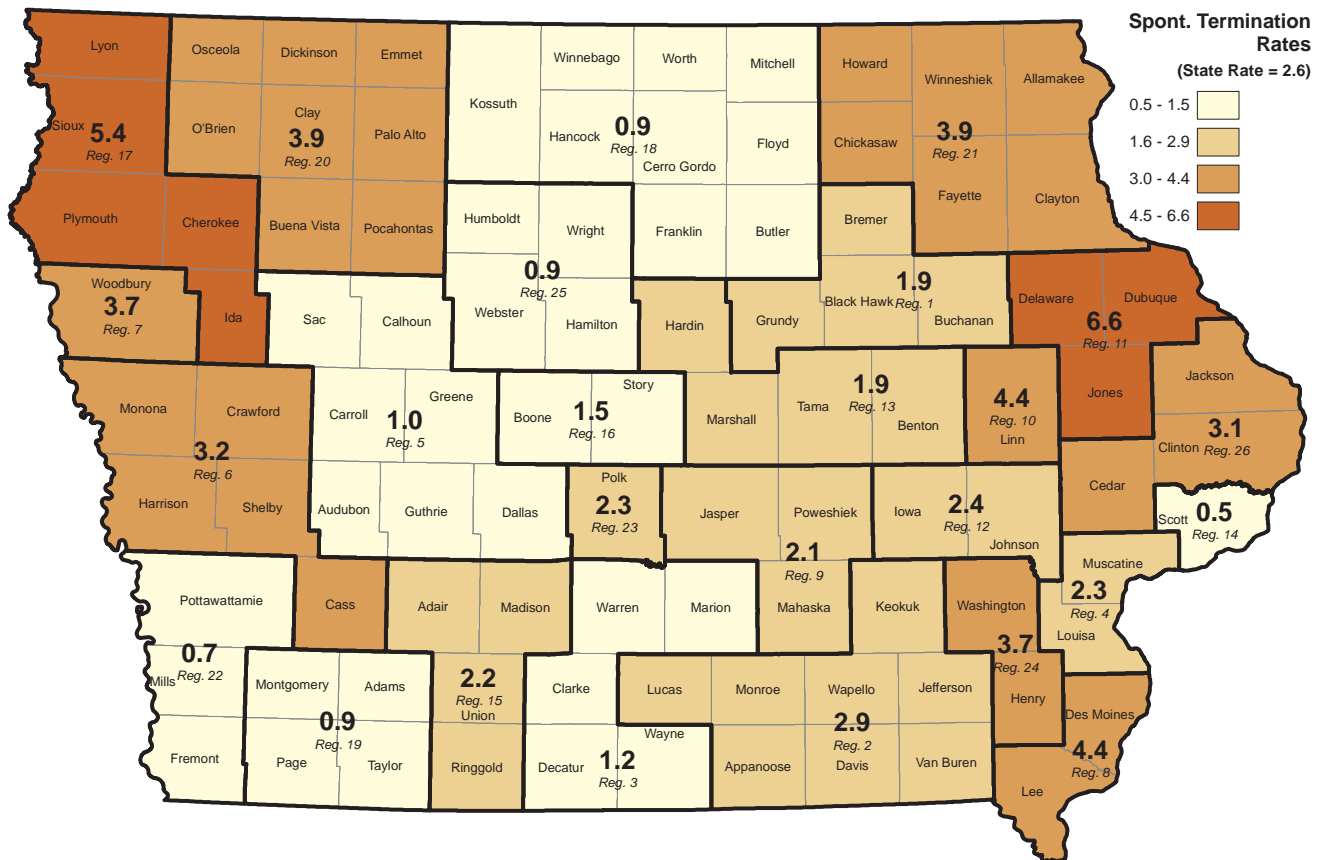 Spont. Termination
Rates
(State Rate = 2.6)
0.5 - 1.5
1.6 - 2.9
3.0 - 4.4
4.5 - 6.6
Lyon
Osceola
Dickinson
Emmet
Kossuth
Winnebago
Worth
Mitchell
Howard
Winneshiek
Allamakee
Sioux
5.4
Reg. 17
O'Brien
Clay
3.9
Reg. 20
Palo Alto
Hancock
0.9
Reg. 18
Cerro Gordo
Floyd
Chickasaw
3.9
Reg. 21
Plymouth
Cherokee
Buena Vista
Pocahontas
Humboldt
Wright
Franklin
Butler
Bremer
Fayette
Clayton
Woodbury
3.7
Reg. 7
Ida
Sac
Calhoun
0.9
Reg. 25
Webster
Hamilton
Hardin
Grundy
Black Hawk
1.9
Reg. 1
Buchanan
Delaware
Dubuque
6.6
Reg. 11
Monona
Crawford
3.2
Reg. 6
Carroll
Greene
1.0
Reg. 5
Boone
Story
1.5
Reg. 16
Marshall
Tama
1.9
Reg. 13
Benton
4.4
Reg. 10
Linn
Jones
Jackson
Clinton
3.1
Reg. 26
Harrison
Shelby
Audubon
Guthrie
Dallas
Polk
2.3
Reg. 23
Jasper
Poweshiek
2.1
Reg. 9
Iowa
2.4
Reg. 12
Johnson
Cedar
Scott
0.5
Reg. 14
Pottawattamie
Cass
Adair
Madison
Warren
Marion
Mahaska
Keokuk
Washington
3.7
Reg. 24
Muscatine
2.3
Reg. 4
Louisa
0.7
Mills
Reg. 22
Montgomery
Adams
0.9
Reg. 19
2.2
Reg. 15
Union
Clarke
Lucas
Monroe
Wapello
Jefferson
2.9
Reg. 2
Henry
Des Moines
4.4
Reg. 8
Fremont
Page
Taylor
Ringgold
Decatur
Wayne
1.2
Reg. 3
Appanoose
Davis
Van Buren
Lee